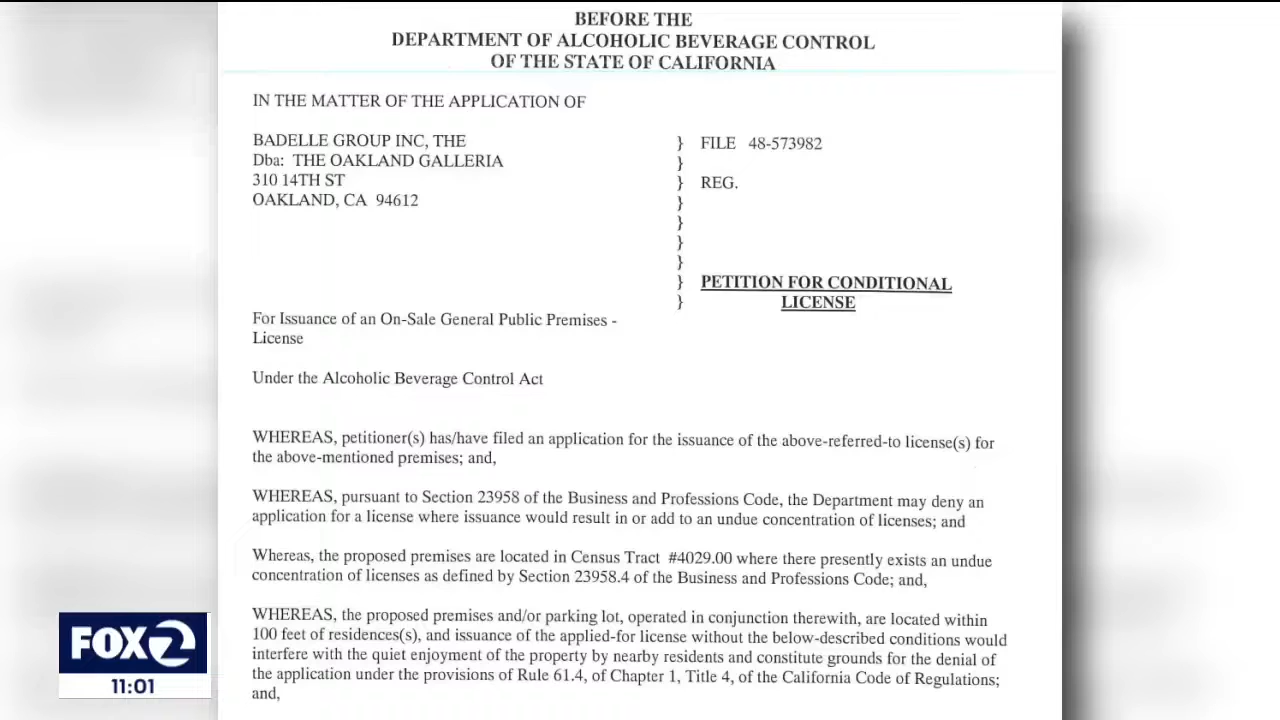 BEFORE THE
DEPARTMENT OF ALCOHOLIC BEVERAGE CONTROL
OF THE STATE OF CALIFORNIA
IN THE MATTER OF THE APPLICATION OF
BADELLE GROUP INC, THE
Dba: THE OAKLAND GALLERIA
310 14TH ST
OAKLAND, CA 94612
} FILE 48-573982
}
} REG.
}
}
}
}
} PETITION FOR CONDITIONAL
} LICENSE
For Issuance of an On-Sale General Public Premises -
License
Under the Alcoholic Beverage Control Act
WHEREAS, petitioner(s) has/have filed an application for the issuance of the above-referred-to license(s) for
the above-mentioned premises; and,
WHEREAS, pursuant to Section 23958 of the Business and Professions Code, the Department may deny an
application for a license where issuance would result in or add to an undue concentration of licenses; and
Whereas, the proposed premises are located in Census Tract #4029.00 where there presently exists an undue
concentration of licenses as defined by Section 23958.4 of the Business and Professions Code; and,
WHEREAS, the proposed premises and/or parking lot, operated in conjunction therewith, are located within
100 feet of residences(s), and issuance of the applied-for license without the below-described conditions would
interfere with the quiet enjoyment of the property by nearby residents and constitute grounds for the denial of
the application under the provisions of Rule 61.4, of Chapter 1, Title 4, of the California Code of Regulations;
and,
FOX 2
11:01